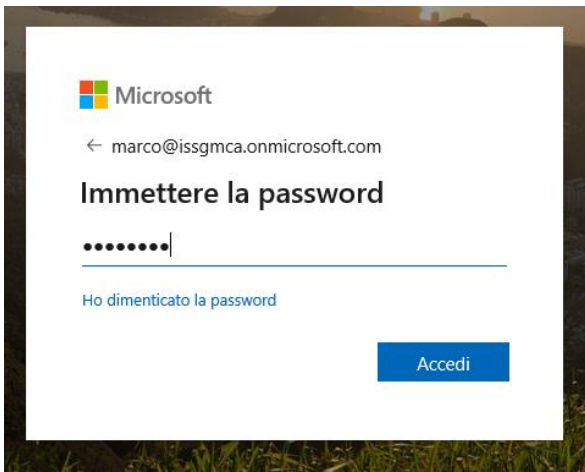 Microsoft
← marco@issgmca.onmicrosoft.com
Immettere la password
••••••••
Ho dimenticato la password
Accedi